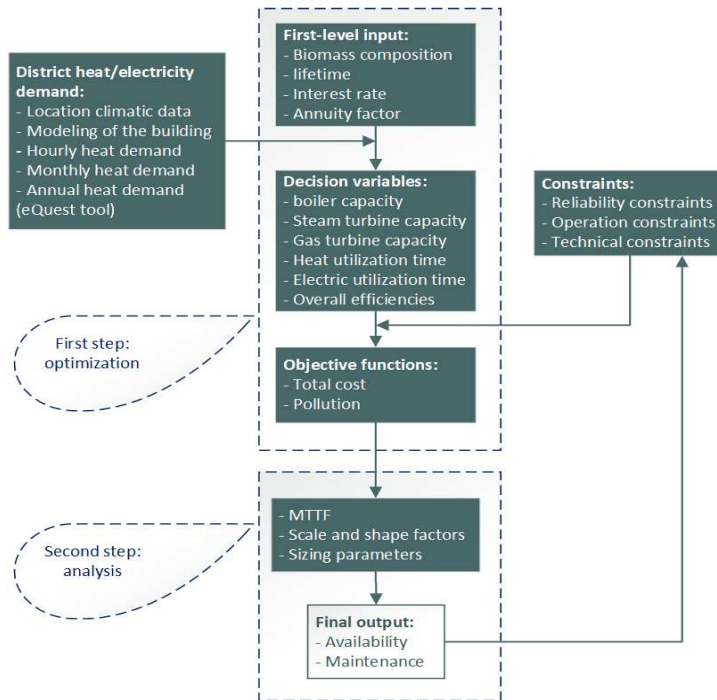 First-level input:
- Biomass composition
- lifetime
- Interest rate
- Annuity factor
District heat/electricity
demand:
- Location climatic data
- Modeling of the building
- Hourly heat demand
- Monthly heat demand
- Annual heat demand
(eQuest tool)
Decision variables:
- boiler capacity
- Steam turbine capacity
- Gas turbine capacity
- Heat utilization time
- Electric utilization time
- Overall efficiencies
Constraints:
- Reliability constraints
- Operation constraints
- Technical constraints
First step:
optimization
Objective functions:
- Total cost
- Pollution
- MTTF
- Scale and shape factors
- Sizing parameters
Second step:
analysis
Final output:
- Availability
- Maintenance